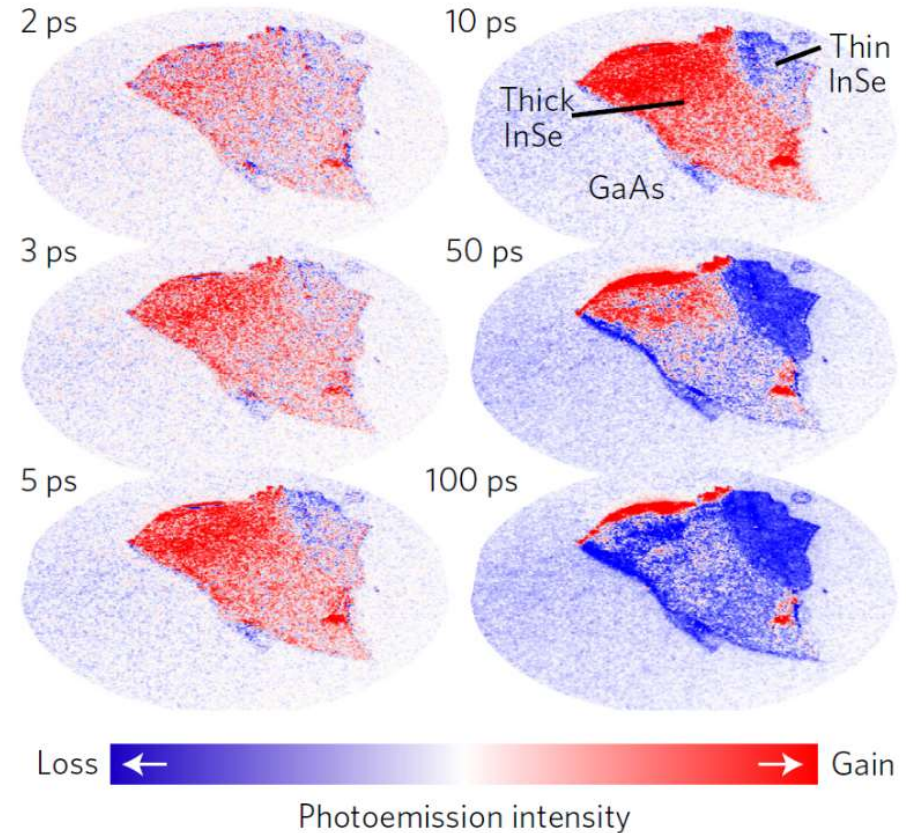 2 ps
10 ps
Thin
InSe
Thick
InSe
GaAs
3 ps
50 ps
5 ps
100 ps
Loss
Gain
Photoemission intensity